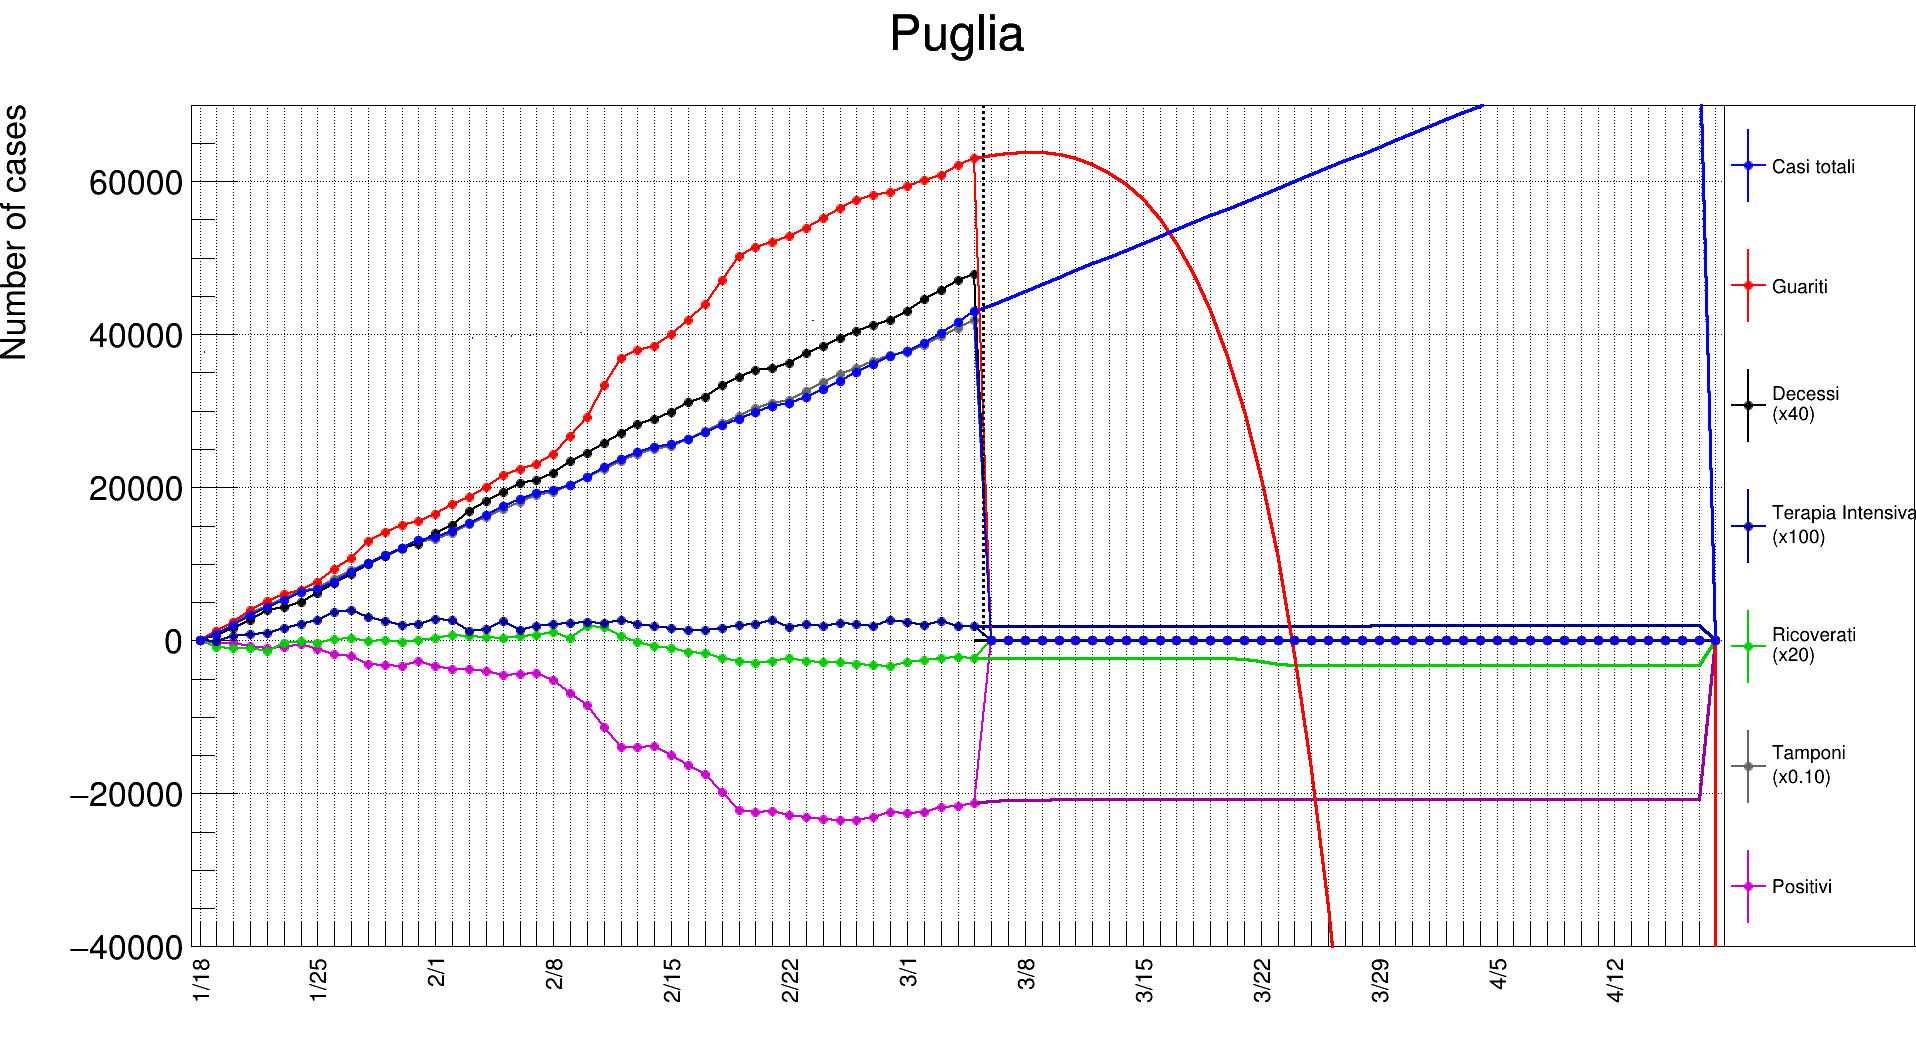 Puglia
Number of cases
60000
40000
20000
0
−20000
−40000
1/18
1/25
2/1
2/8
2/15
2/22
3/1
3/8
3/15
3/22
3/29
4/5
4/12
Casi totali
Guariti
Decessi
(x40)
Terapia Intensiva
(x100)
Ricoverati
(x20)
Tamponi
(x0.10)
Positivi